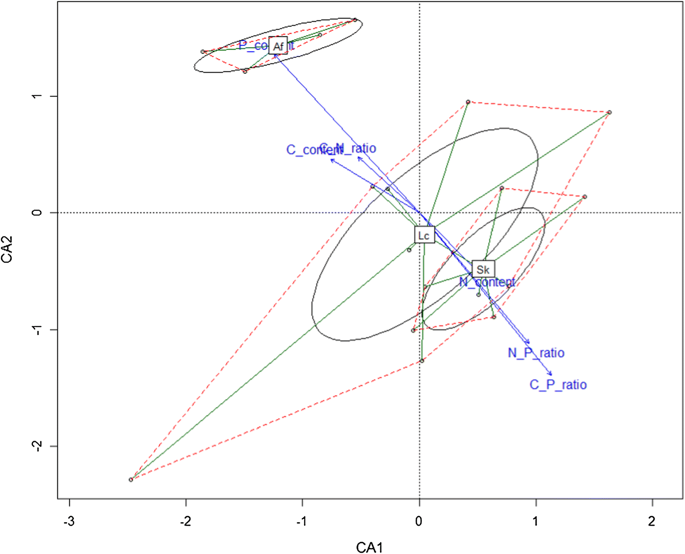 P_content
Af
C_content
C_N_ratio
Lc
Sk
N_content
N_P_ratio
C_P_ratio
1
0
-1
-2
CA2
-3
-2
-1
0
1
2
CA1